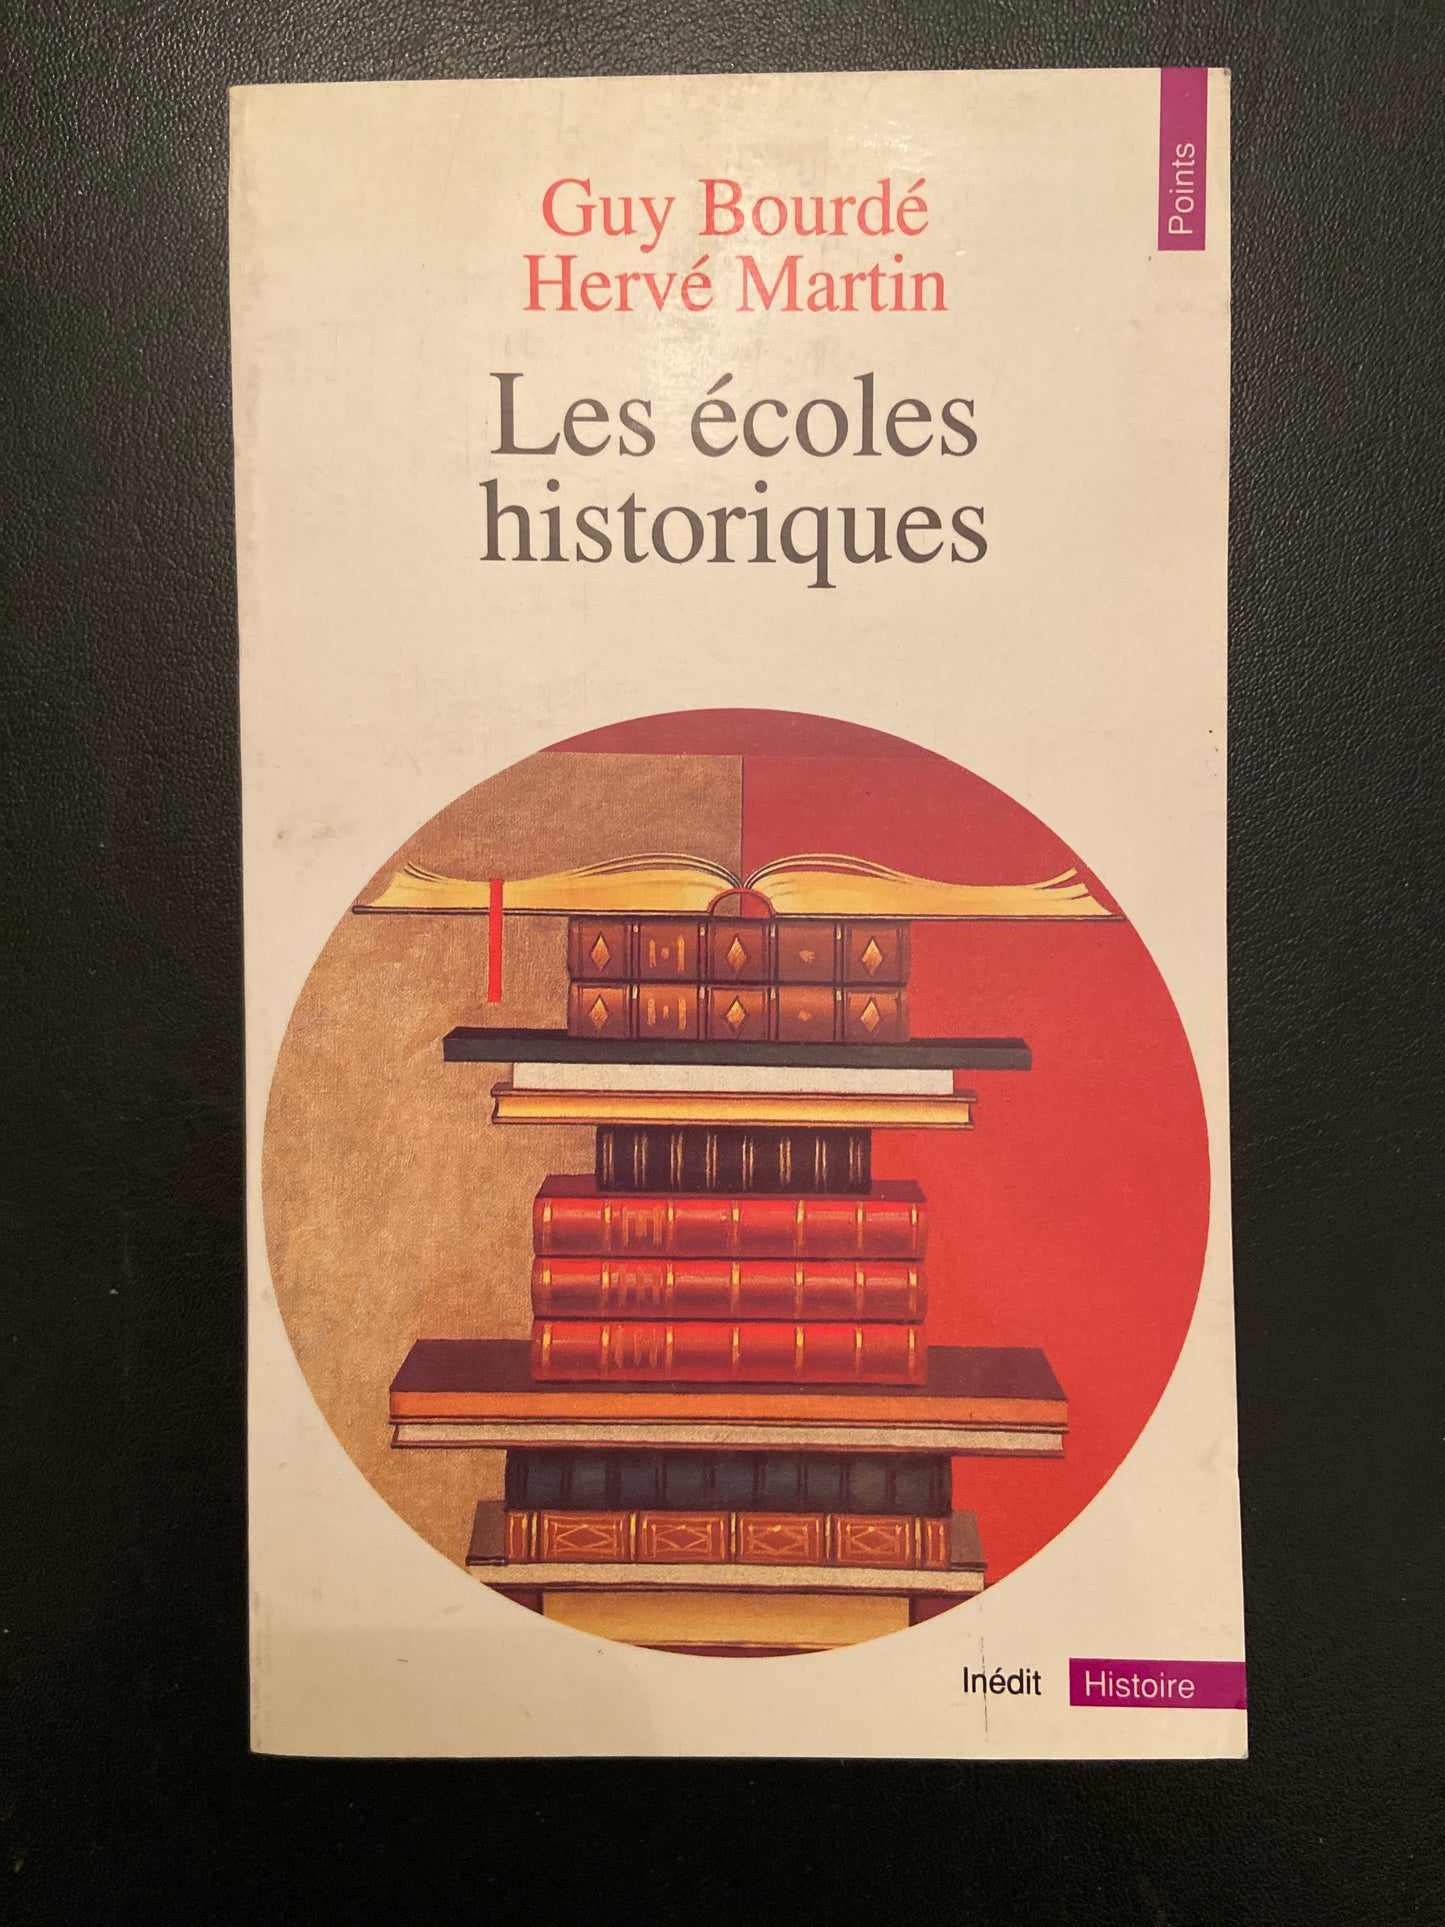 Points
Guy Bourdé
Hervé Martin
Les écoles
historiques
Inédit
Histoire